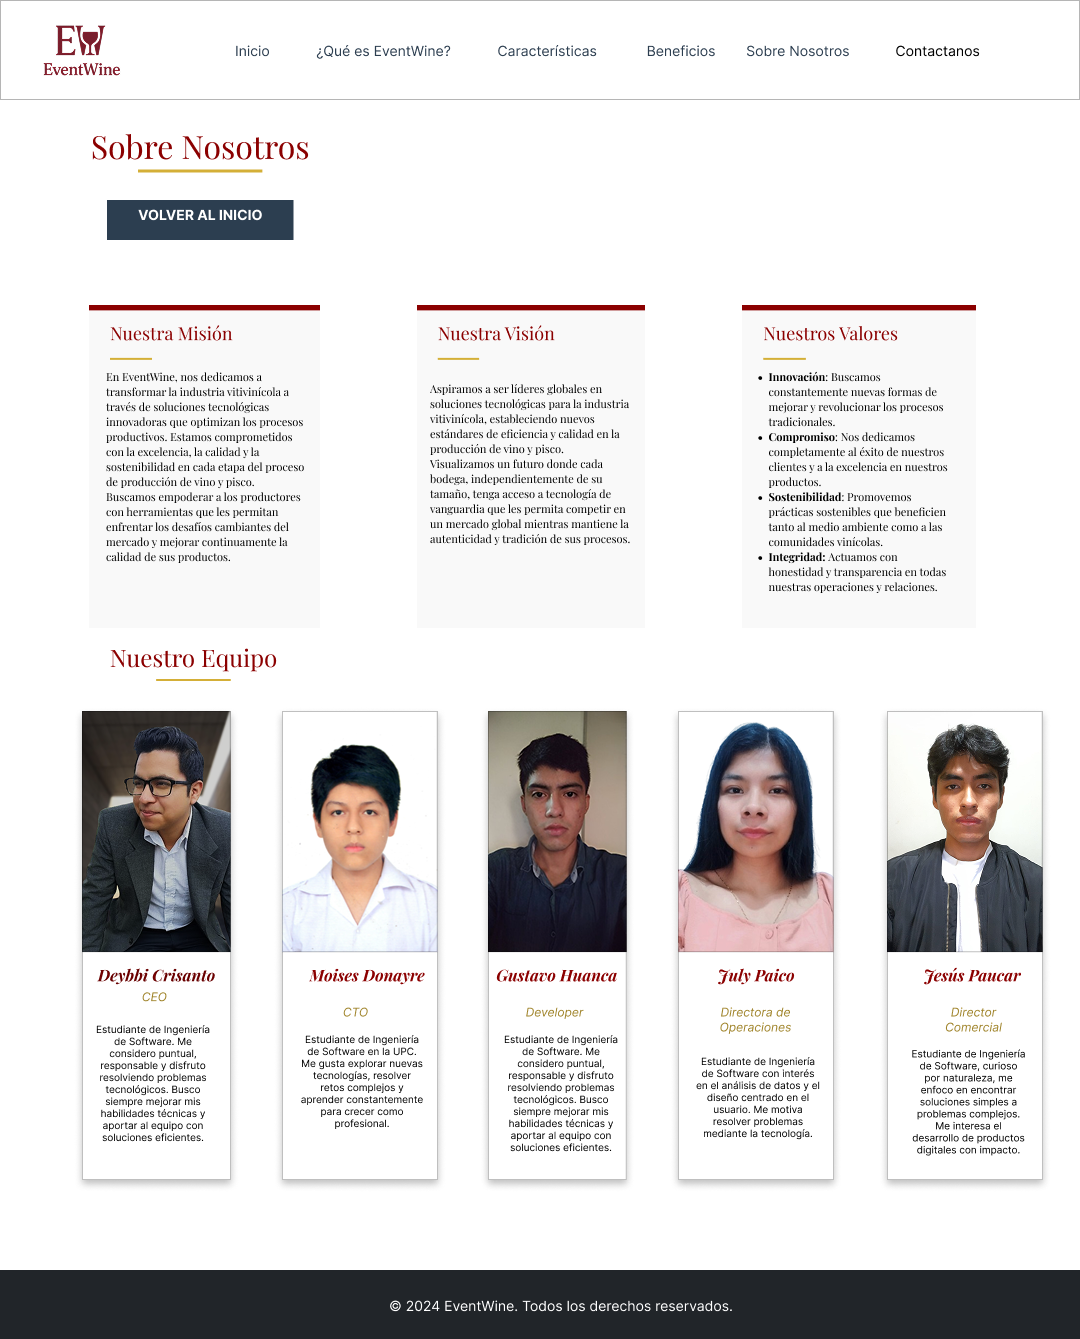 EW
EventWine
Inicio
¿Qué es EventWine?
Características
Beneficios
Sobre Nosotros
Contactanos
Sobre Nosotros
VOLVER AL INICIO
Nuestra Misión
En EventWine, nos dedicamos a
transformar la industria vitivinícola a
través de soluciones tecnológicas
innovadoras que optimizan los procesos
productivos. Estamos comprometidos
con la excelencia, la calidad y la
sostenibilidad en cada etapa del proceso
de producción de vino y pisco.
Buscamos empoderar a los productores
con herramientas que les permitan
enfrentar los desafíos cambiantes del
mercado y mejorar continuamente la
calidad de sus productos.
Nuestra Visión
Aspiramos a ser líderes globales en
soluciones tecnológicas para la industria
vitivinícola, estableciendo nuevos
estándares de eficiencia y calidad en la
producción de vino y pisco.
Visualizamos un futuro donde cada
bodega, independientemente de su
tamaño, tenga acceso a tecnología de
vanguardia que les permita competir en
un mercado global mientras mantiene la
autenticidad y tradición de sus procesos.
Nuestros Valores
• Innovación: Buscamos
constantemente nuevas formas de
mejorar y revolucionar los procesos
tradicionales.
• Compromiso: Nos dedicamos
completamente al éxito de nuestros
clientes y a la excelencia en nuestros
productos.
• Sostenibilidad: Promovemos
prácticas sostenibles que beneficien
tanto al medio ambiente como a las
comunidades vinícolas.
• Integridad: Actuamos con
honestidad y transparencia en todas
nuestras operaciones y relaciones.
Nuestro Equipo
Deybbi Crisanto
CEO
Estudiante de Ingeniería
de Software. Me
considero puntual,
responsable y disfruto
resolviendo problemas
tecnológicos. Busco
siempre mejorar mis
habilidades técnicas y
aportar al equipo con
soluciones eficientes.
Moises Donayre
CTO
Estudiante de Ingeniería
de Software en la UPC.
Me gusta explorar nuevas
tecnologías, resolver
retos complejos y
aprender constantemente
para crecer como
profesional.
Gustavo Huanca
Developer
Estudiante de Ingeniería
de Software. Me
considero puntual,
responsable y disfruto
resolviendo problemas
tecnológicos. Busco
siempre mejorar mis
habilidades técnicas y
aportar al equipo con
soluciones eficientes.
July Paico
Directora de
Operaciones
Estudiante de Ingeniería
de Software con interés
en el análisis de datos y el
diseño centrado en el
usuario. Me motiva
resolver problemas
mediante la tecnología.
Jesús Paucar
Director
Comercial
Estudiante de Ingeniería
de Software, curioso
por naturaleza, me
enfoco en encontrar
soluciones simples a
problemas complejos.
Me interesa el
desarrollo de productos
digitales con impacto.
© 2024 EventWine. Todos los derechos reservados.